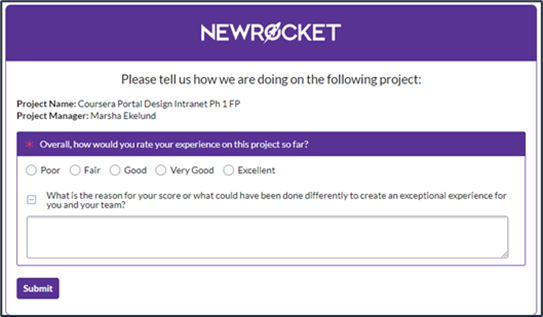 NEWROCKET
Please tell us how we are doing on the following project:
Project Name: Coursera Portal Design Intranet Ph 1 FP
Project Manager: Marsha Ekelund
* Overall, how would you rate your experience on this project so far?
Poor Fair Good Very Good Excellent
What is the reason for your score or what could have been done differently to create an exceptional experience for
you and your team?
Submit